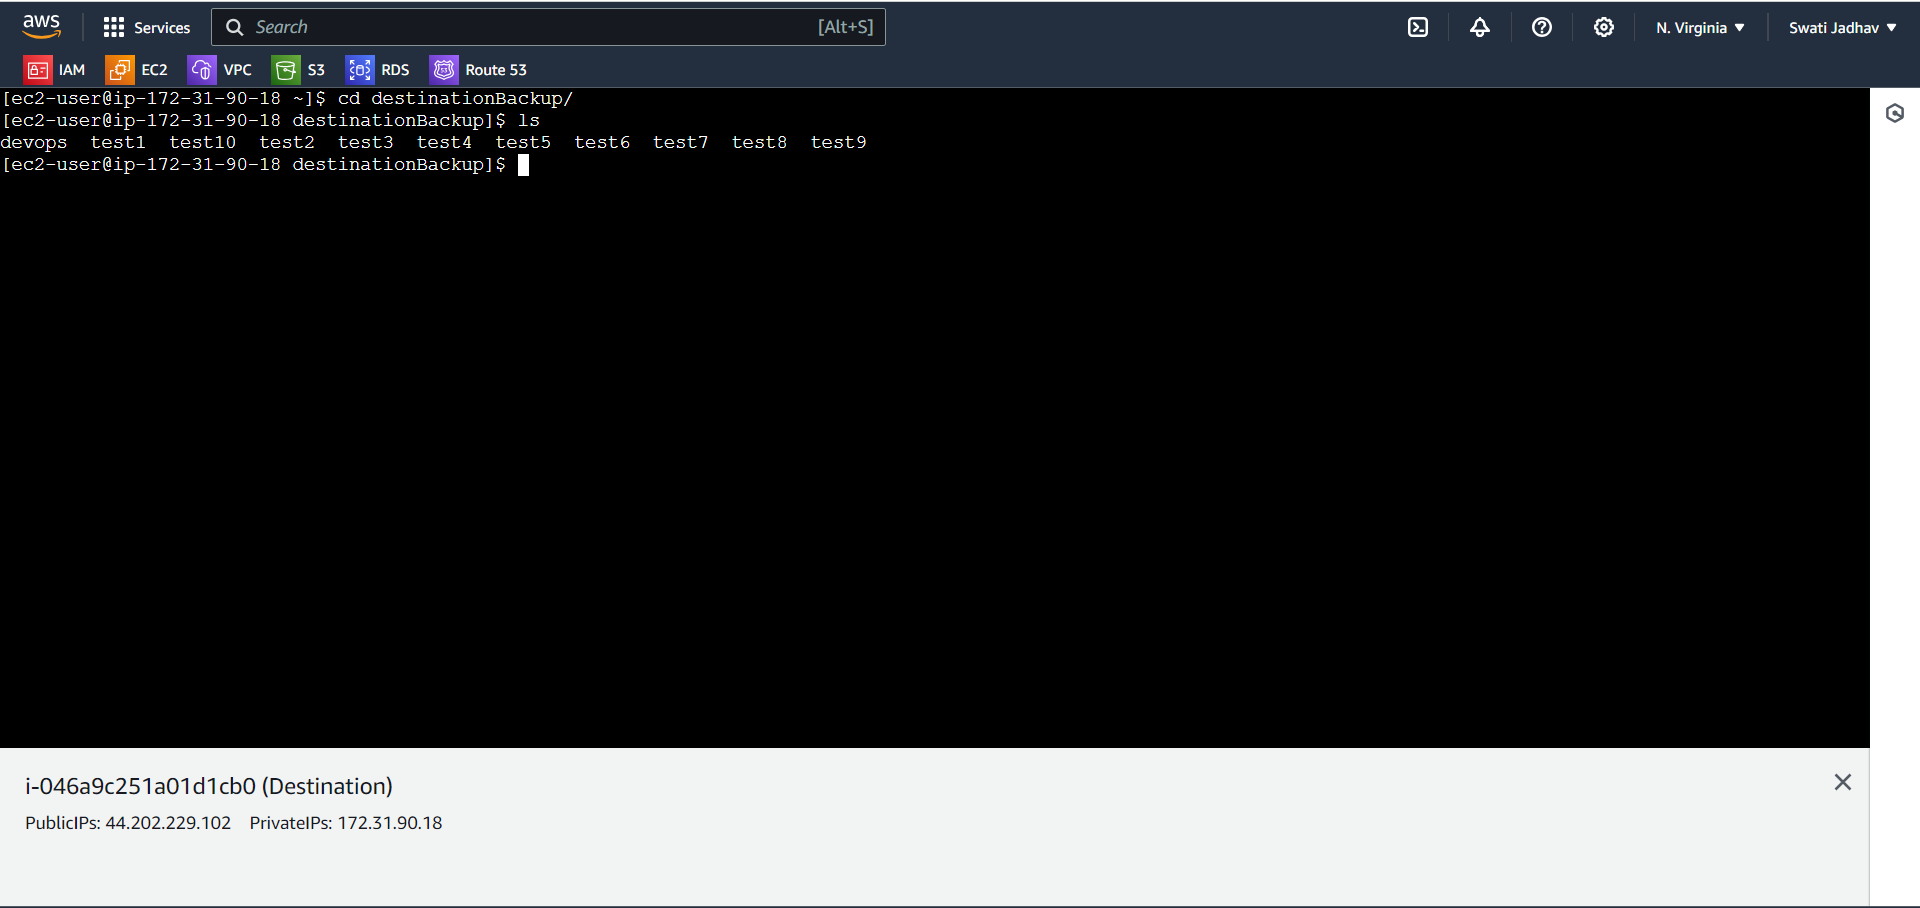 aws Services Search [Alt+S] N. Virginia ▼ Swati Jadhav ▼
IAM EC2 VPC S3 RDS Route 53
[ec2-user@ip-172-31-90-18 ~]$ cd destinationBackup/
[ec2-user@ip-172-31-90-18 destinationBackup]$ ls
devops  test1  test10  test2  test3  test4  test5  test6  test7  test8  test9
[ec2-user@ip-172-31-90-18 destinationBackup]$
i-046a9c251a01d1cb0 (Destination)
PublicIPs: 44.202.229.102 PrivateIPs: 172.31.90.18